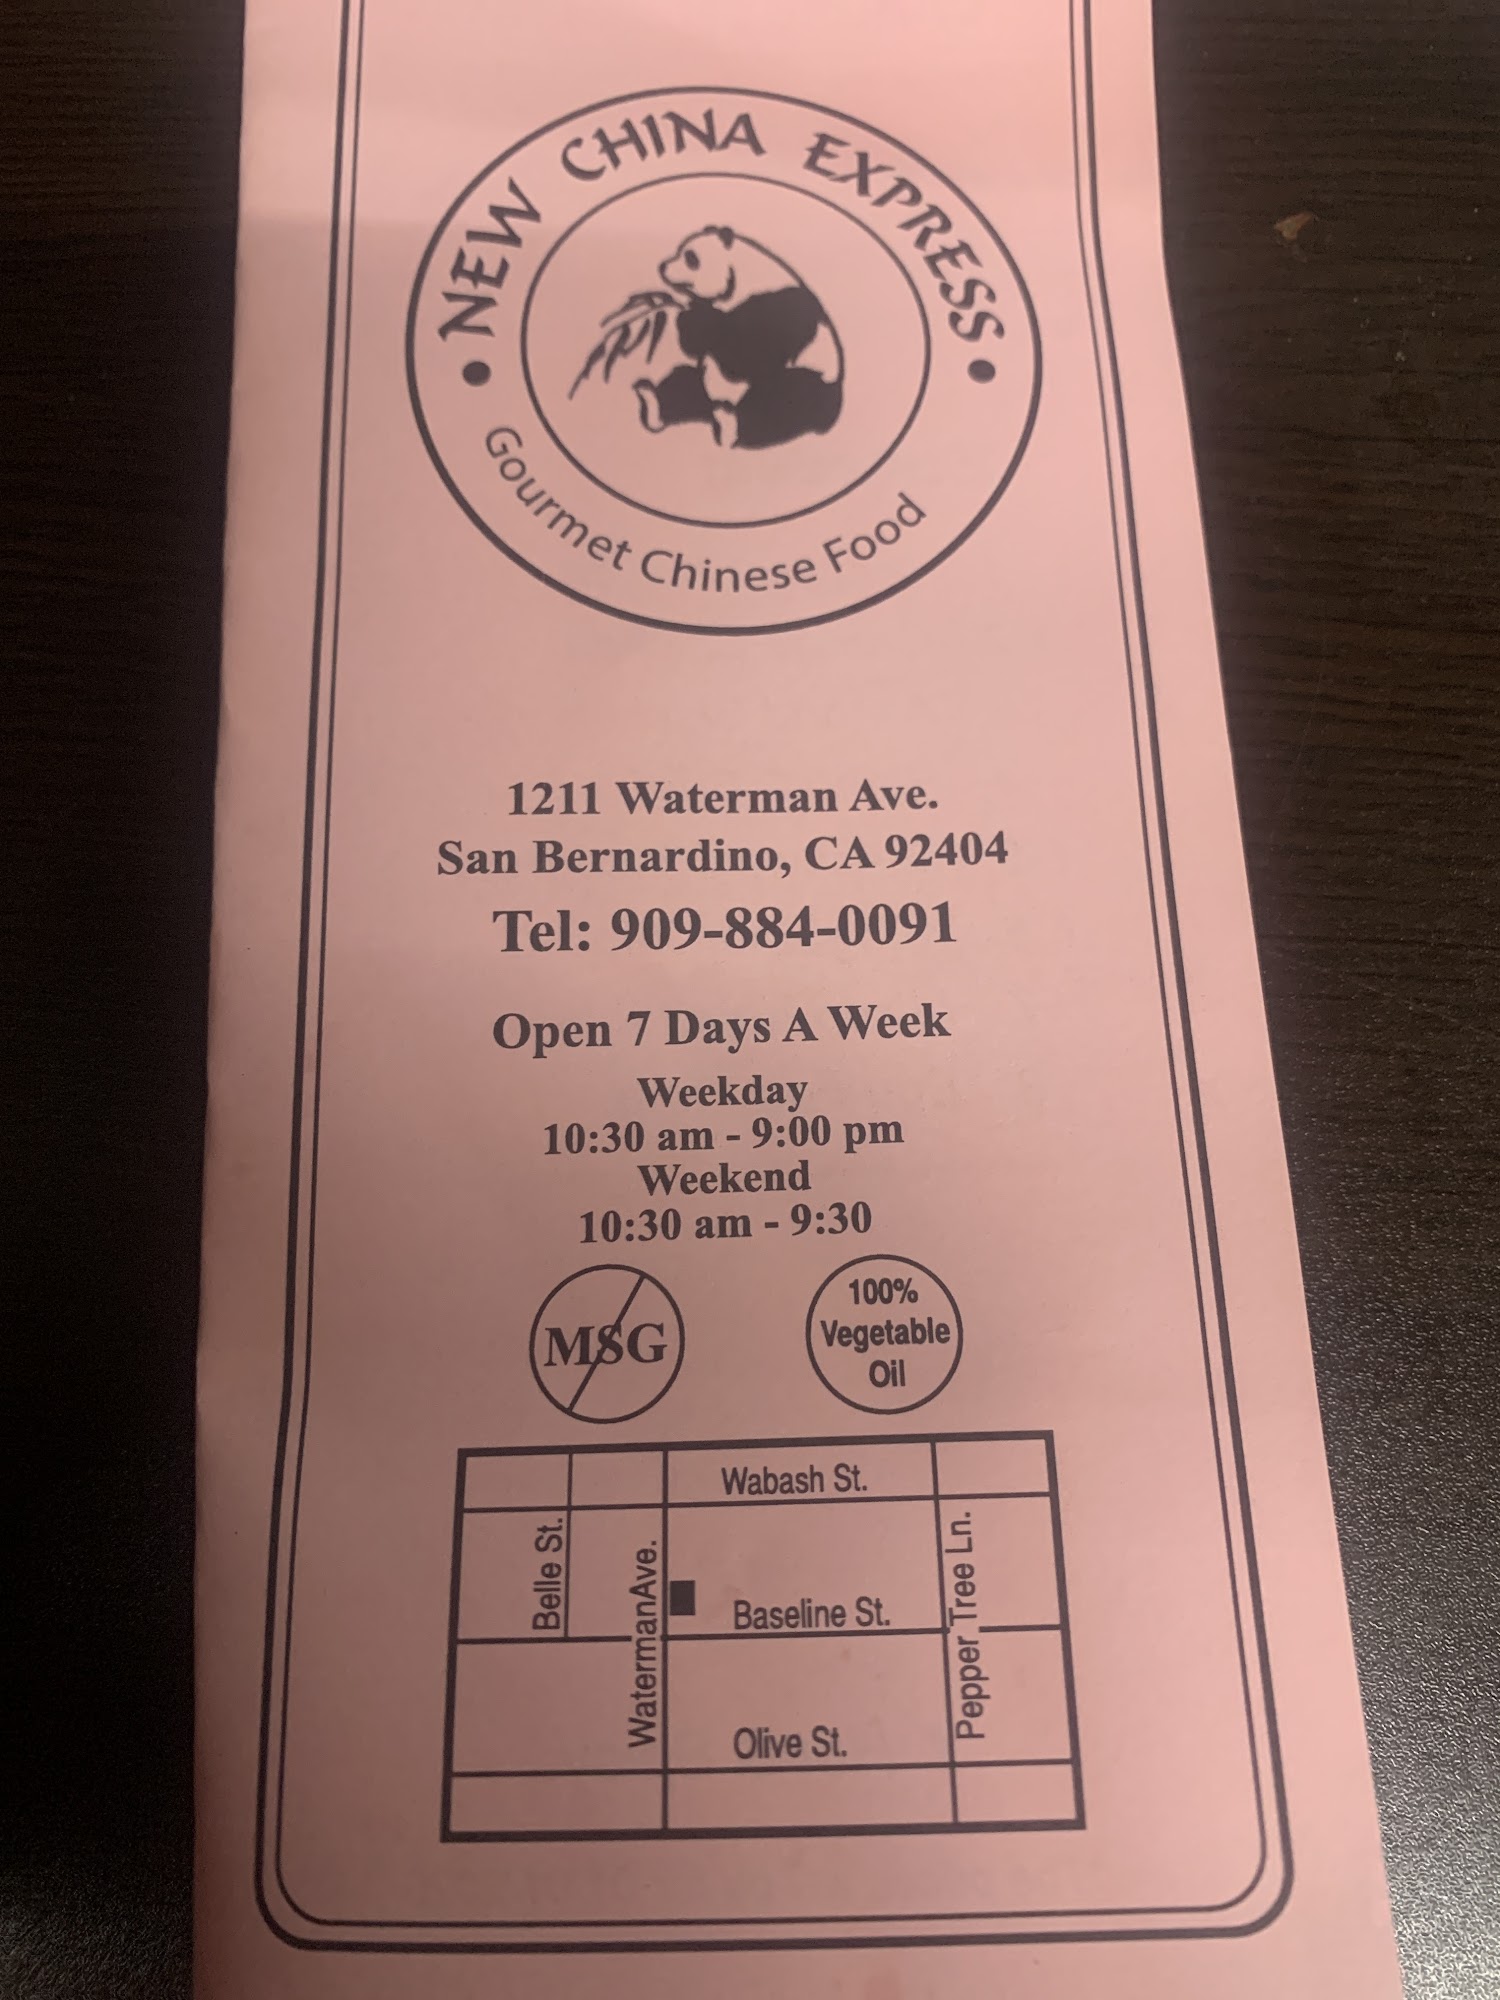 • NEW CHINA EXPRESS •
Gourmet Chinese Food
1211 Waterman Ave.
San Bernardino, CA 92404
Tel: 909-884-0091
Open 7 Days A Week
Weekday
10:30 am - 9:00 pm
Weekend
10:30 am - 9:30
MSG
100%
Vegetable
Oil
Wabash St.
Belle St.
WatermanAve.
Baseline St.
Pepper Tree Ln.
Olive St.